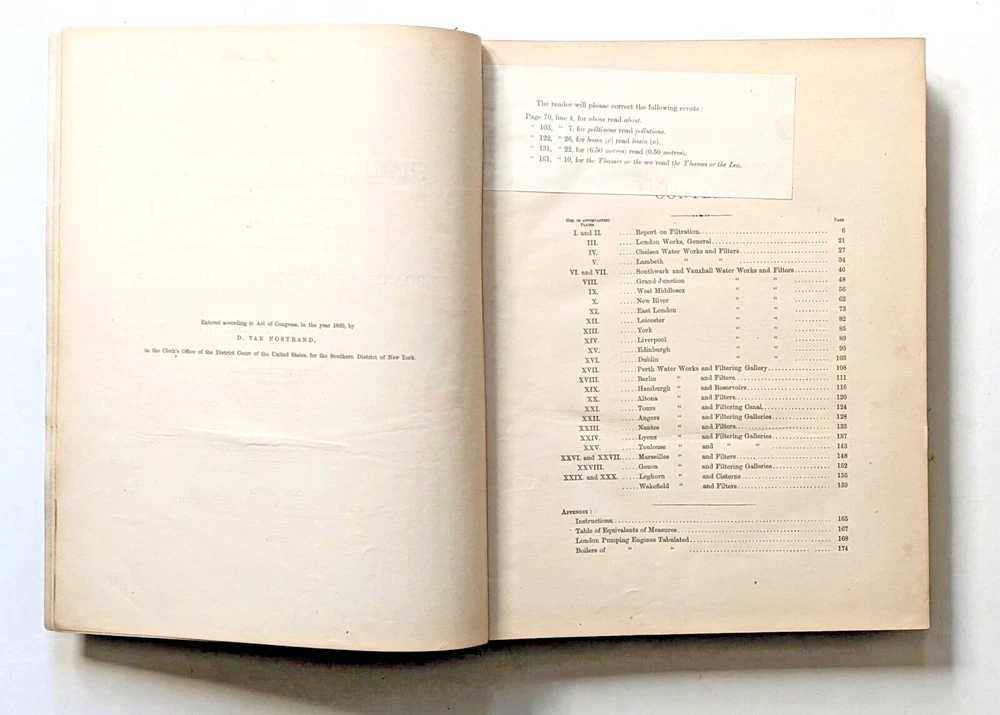 Entered according to Act of Congress, in the year 1869, by
D. VAN NOSTRAND,
in the Clerk's Office of the District Court of the United States, for the Southern District of New York.
The reader will please correct the following errata:
Page 70, line 4, for abous read about.
" 103, " 7, for polltinous read pollutions.
" 122, " 26, for basin (c) read basin (e).
" 131, " 22, for (6.50 metres) read (0.50 metres),
" 161, " 10, for the Thames or the sea read the Thames or the Lea.
NOS. OF ACCOMPANYING PLATES. PAGE
I. and II. ..... Report on Filtration. 6
III. ..... London Works, General 21
IV. ..... Chelsea Water Works and Filters 27
V. ..... Lambeth " " 34
VI. and VII. ..... Southwark and Vauxhall Water Works and Filters 40
VIII. ..... Grand Junction " " 48
IX. ..... West Middlesex " " 56
X. ..... New River " " 62
XI. ..... East London " " 73
XII. ..... Leicester " " 82
XIII. ..... York " " 85
XIV. ..... Liverpool " " 89
XV. ..... Edinburgh " " 95
XVI. ..... Dublin " " 103
XVII. ..... Perth Water Works and Filtering Gallery 108
XVIII. ..... Berlin " and Filters 111
XIX. ..... Hamburgh " and Reservoirs 116
XX. ..... Altona " and Filters 120
XXI. ..... Tours " and Filtering Canal 124
XXII. ..... Angers " and Filtering Galleries 128
XXIII. ..... Nantes " and Filters 133
XXIV. ..... Lyons " and Filtering Galleries 137
XXV. ..... Toulouse " and " " 143
XXVI. and XXVII. ..... Marseilles " and Filters 148
XXVIII. ..... Genoa " and Filtering Galleries 152
XXIX. and XXX. ..... Leghorn " and Cisterns 155
..... Wakefield " and Filters 159
APPENDIX:
Instructions 165
Table of Equivalents of Measures 167
London Pumping Engines Tabulated 168
Boilers of " " 174